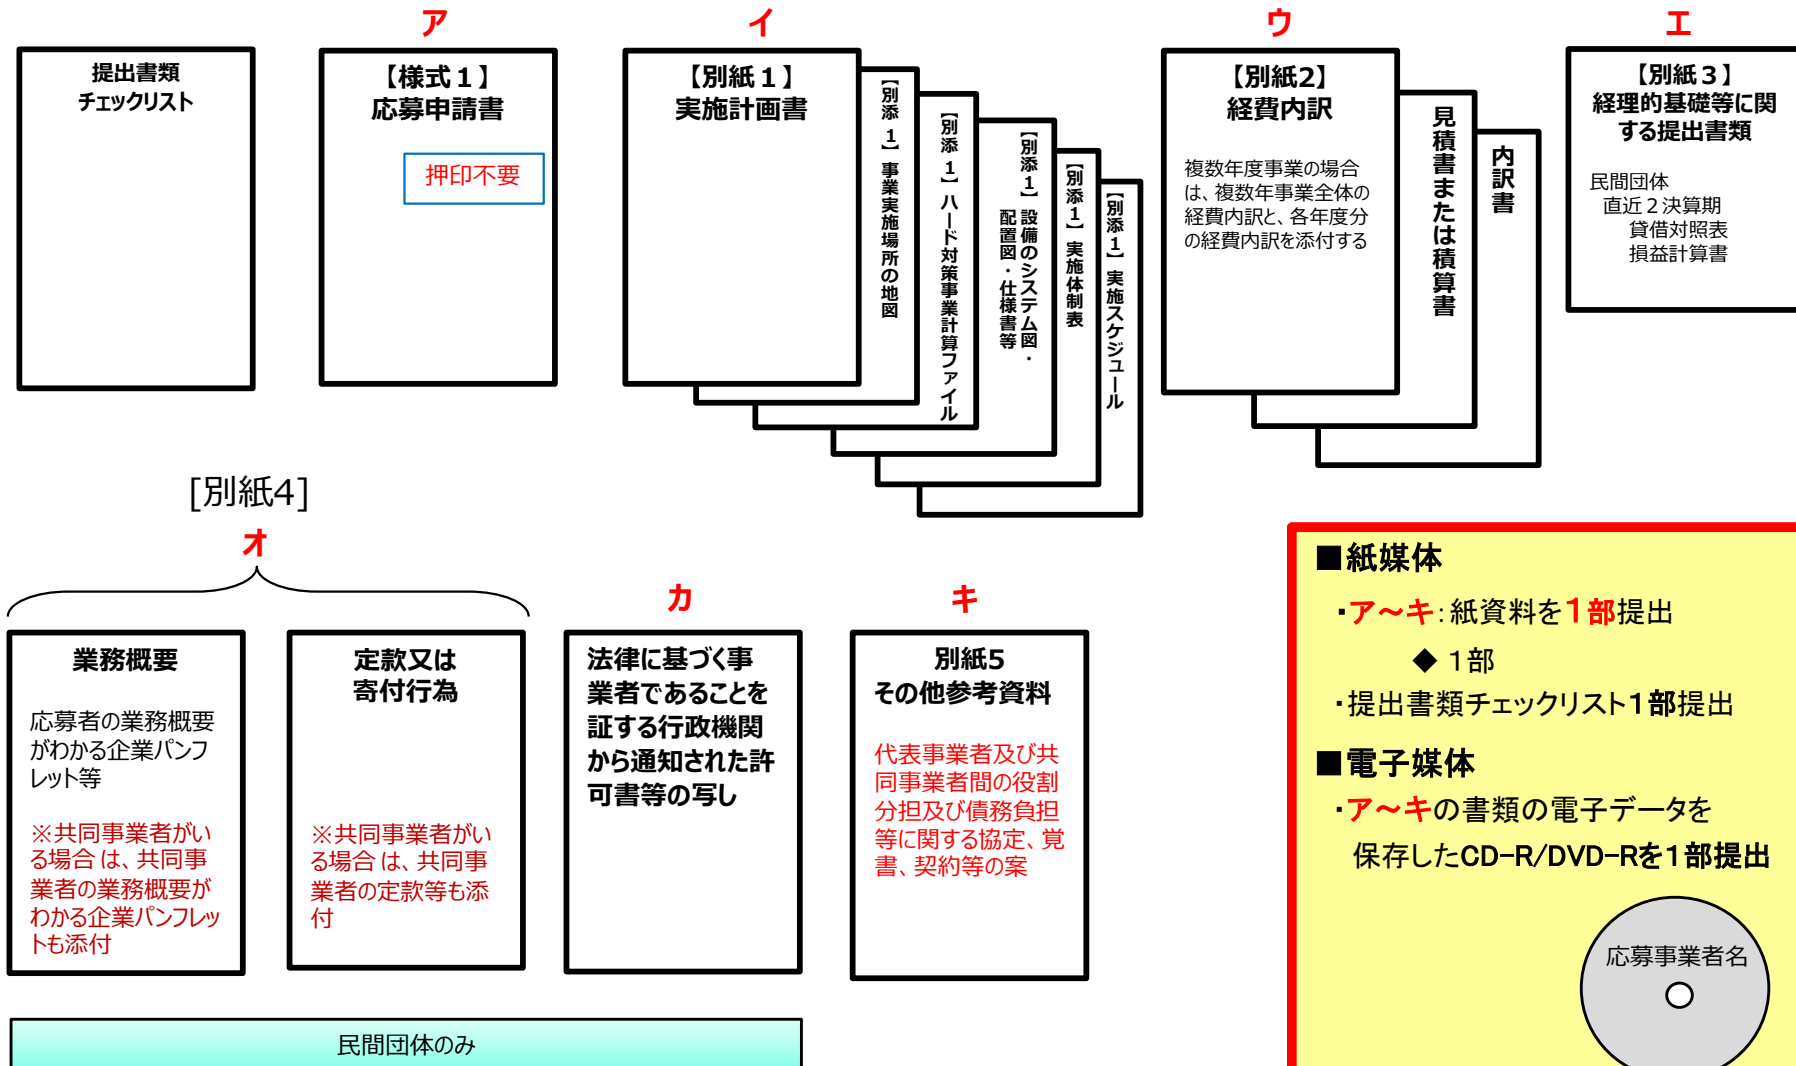 ア
イ
ウ
エ
提出書類
チェックリスト
【様式１】
応募申請書
押印不要
【別紙１】
実施計画書
【別添 1】 事業実施場所の地図
【別添 1】 ハード対策事業計算ファイル
【別添 1】 設備のシステム図・
配置図・仕様書等
【別添 1】 実施体制表
【別添 1】 実施スケジュール
【別紙2】
経費内訳
複数年度事業の場合
は、複数年事業全体の
経費内訳と、各年度分
の経費内訳を添付する
見積書または積算書
内訳書
【別紙３】
経理的基礎等に関
する提出書類
民間団体
直近２決算期
貸借対照表
損益計算書
[別紙4]
オ
カ
キ
業務概要
応募者の業務概要
がわかる企業パンフ
レット等
※共同事業者がい
る場合は、共同事
業者の業務概要が
わかる企業パンフレッ
トも添付
定款又は
寄付行為
※共同事業者がい
る場合は、共同事
業者の定款等も添
付
法律に基づく事
業者であることを
証する行政機関
から通知された許
可書等の写し
別紙5
その他参考資料
代表事業者及び共
同事業者間の役割
分担及び債務負担
等に関する協定、覚
書、契約等の案
民間団体のみ
■紙媒体
・ア～キ：紙資料を１部提出
◆ 1部
・提出書類チェックリスト１部提出
■電子媒体
・ア～キの書類の電子データを
保存したCD-R/DVD-Rを１部提出
応募事業者名